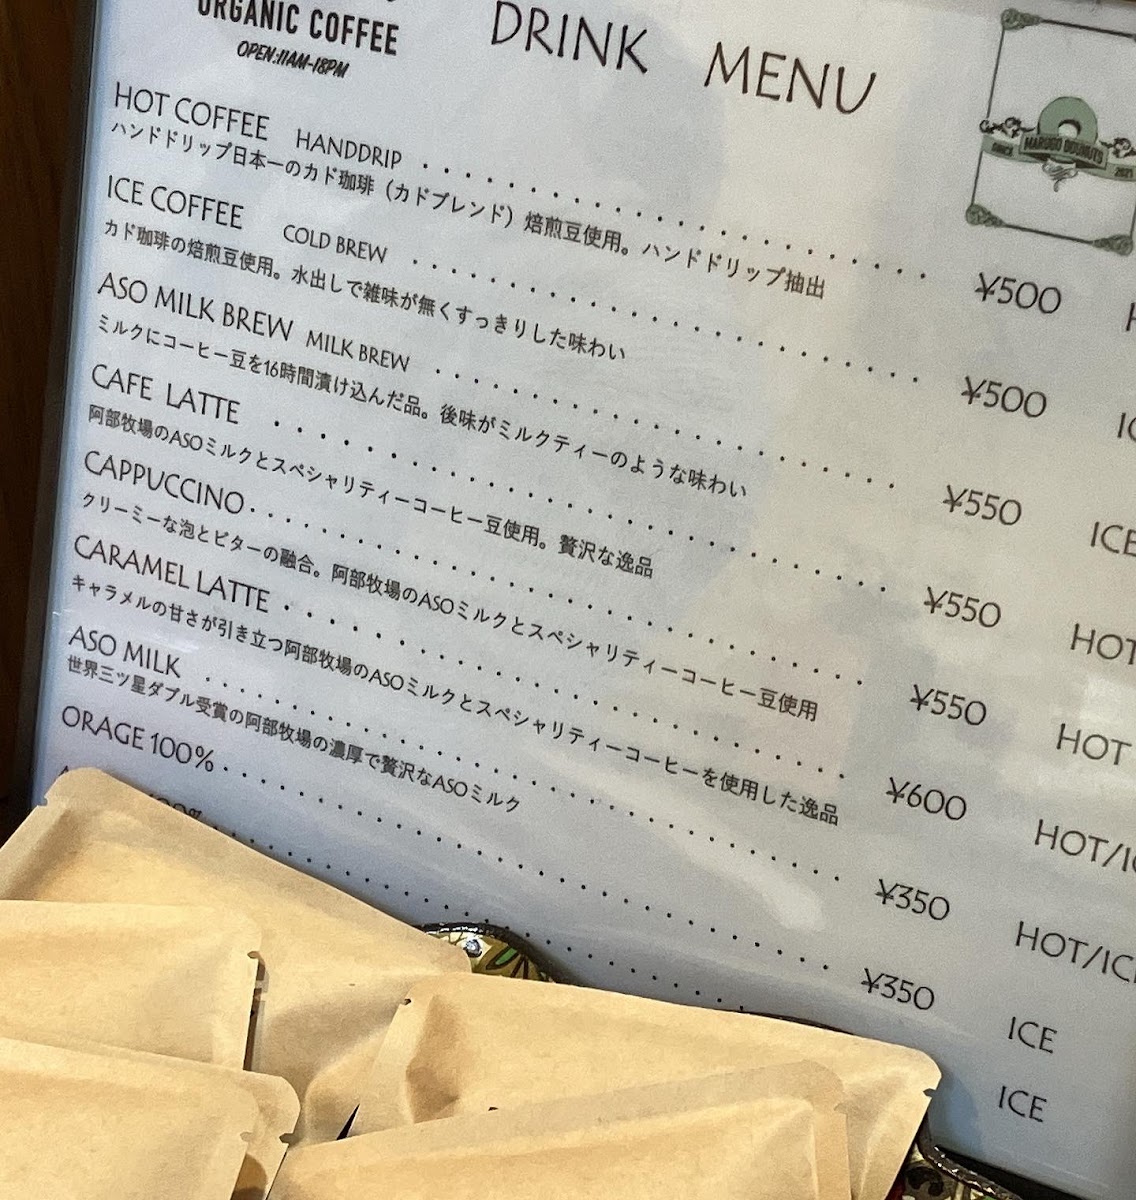 ORGANIC COFFEE
OPEN:11AM-18PM
DRINK MENU
MARUGO DOUNUTS
SINCE 2021
HOT COFFEE HANDDRIP ¥500
ハンドドリップ日本一のカド珈琲（カドブレンド）焙煎豆使用。ハンドドリップ抽出
ICE COFFEE COLD BREW ¥500
カド珈琲の焙煎豆使用。水出しで雑味が無くすっきりした味わい
ASO MILK BREW MILK BREW ¥550 ICE
ミルクにコーヒー豆を16時間漬け込んだ品。後味がミルクティーのような味わい
CAFE LATTE ¥550 HOT
阿部牧場のASOミルクとスペシャリティーコーヒー豆使用。贅沢な逸品
CAPPUCCINO ¥550 HOT
クリーミーな泡とビターの融合。阿部牧場のASOミルクとスペシャリティーコーヒー豆使用
CARAMEL LATTE ¥600 HOT/IC
キャラメルの甘さが引き立つ阿部牧場のASOミルクとスペシャリティーコーヒーを使用した逸品
ASO MILK ¥350 HOT/ICE
世界三ツ星ダブル受賞の阿部牧場の濃厚で贅沢なASOミルク
ORAGE 100% ¥350 ICE
ICE